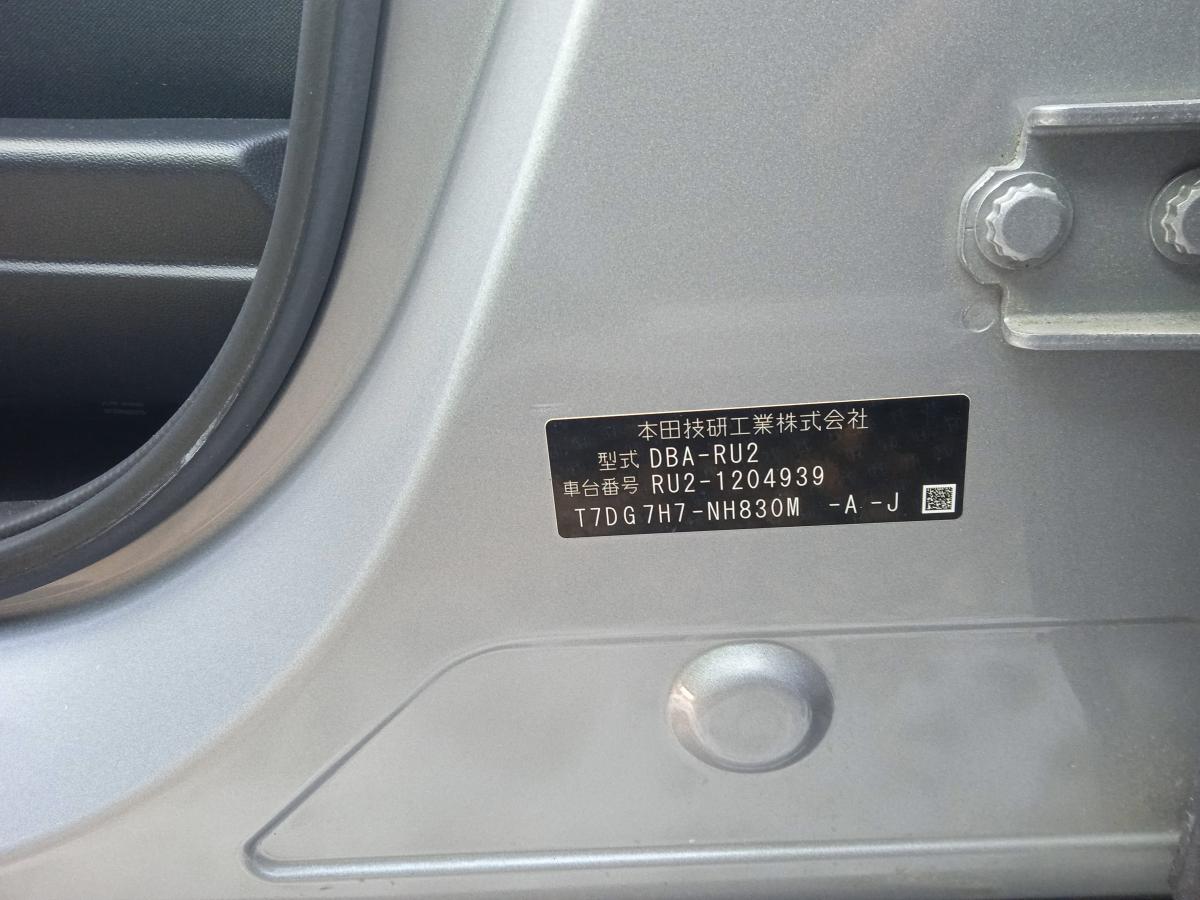 本田技研工業株式会社
型式 DBA-RU2
車台番号 RU2-1204939
T7DG7H7-NH830M -A -J